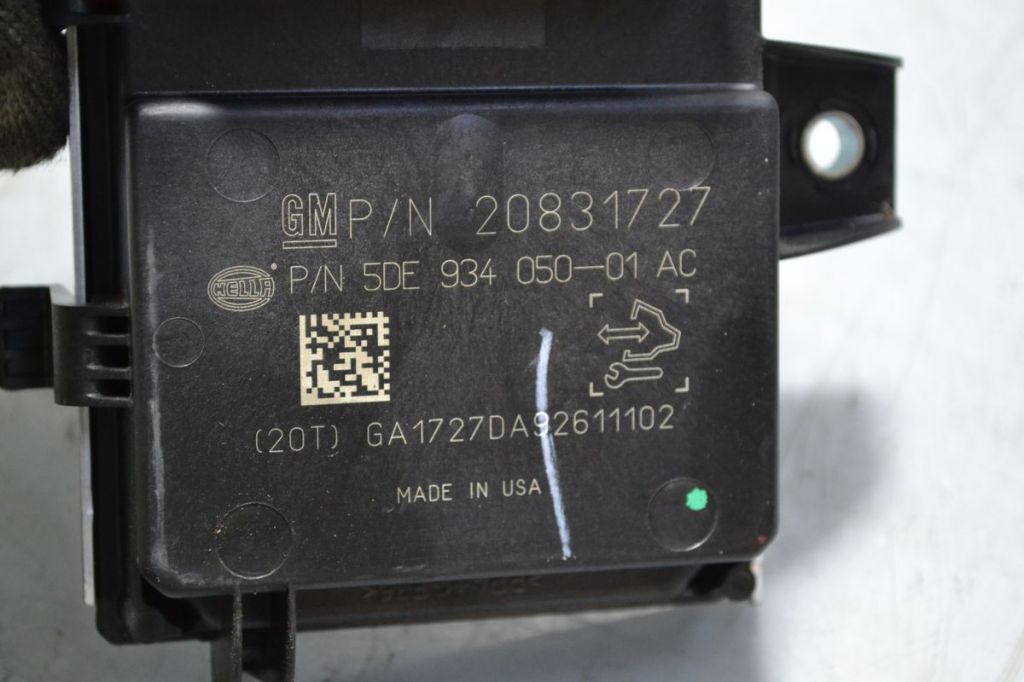 GM P/N 20831727
HELLA P/N 5DE 934 050-01 AC
(20T) GA1727DA92611102
MADE IN USA